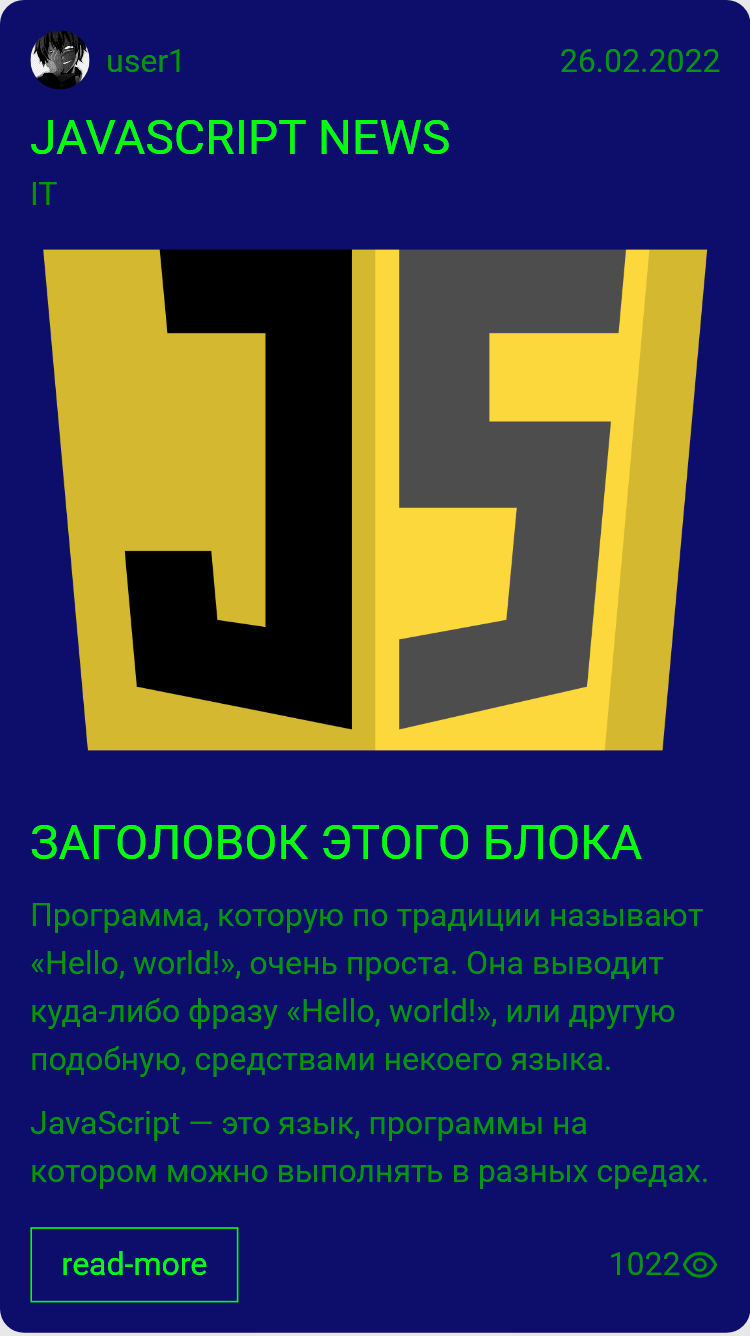 user1 26.02.2022
JAVASCRIPT NEWS
IT
JS
ЗАГОЛОВОК ЭТОГО БЛОКА
Программа, которую по традиции называют
«Hello, world!», очень проста. Она выводит
куда-либо фразу «Hello, world!», или другую
подобную, средствами некоего языка.
JavaScript — это язык, программы на
котором можно выполнять в разных средах.
read-more 1022